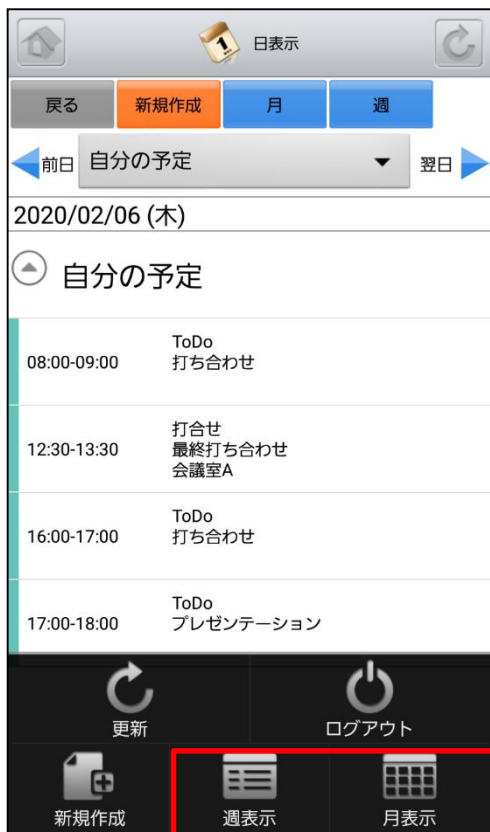 1
日表示
戻る 新規作成 月 週
前日 自分の予定 翌日
2020/02/06 (木)
自分の予定
ToDo
08:00-09:00 打ち合わせ
打合せ
12:30-13:30 最終打ち合わせ
会議室A
ToDo
16:00-17:00 打ち合わせ
ToDo
17:00-18:00 プレゼンテーション
更新 ログアウト
新規作成 週表示 月表示